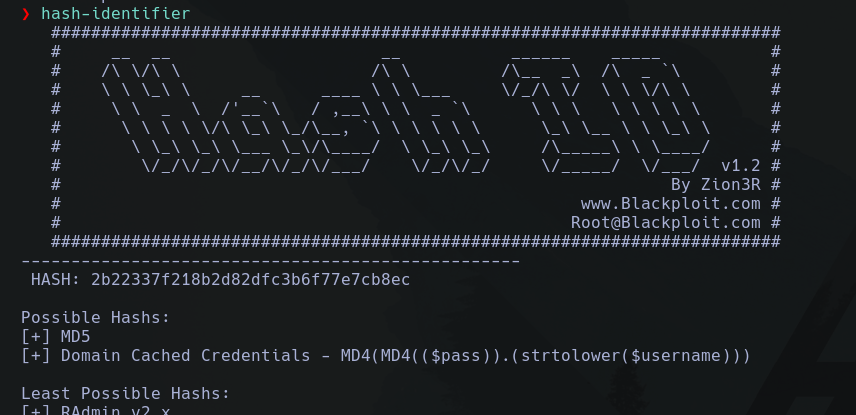 ❯ hash-identifier
   #########################################################################
   #     __  __                     __           ______    _____           #
   #    /\ \/\ \                   /\ \         /\__  _\  /\  _ `\         #
   #    \ \ \_\ \     __      ____ \ \ \___     \/_/\ \/  \ \ \/\ \        #
   #     \ \  _  \  /'__`\   / ,__\ \ \  _ `\      \ \ \   \ \ \ \ \       #
   #      \ \ \ \ \/\ \_\ \_/\__, `\ \ \ \ \ \      \_\ \__ \ \ \_\ \      #
   #       \ \_\ \_\ \___ \_\/\____/  \ \_\ \_\     /\_____\ \ \____/      #
   #        \/_/\/_/\/__/\/_/\/___/    \/_/\/_/     \/_____/  \/___/  v1.2 #
   #                                                             By Zion3R #
   #                                                    www.Blackploit.com #
   #                                                   Root@Blackploit.com #
   #########################################################################
--------------------------------------------------
 HASH: 2b22337f218b2d82dfc3b6f77e7cb8ec

Possible Hashs:
[+] MD5
[+] Domain Cached Credentials - MD4(MD4(($pass)).(strtolower($username)))

Least Possible Hashs:
[+] RAdmin v2.x